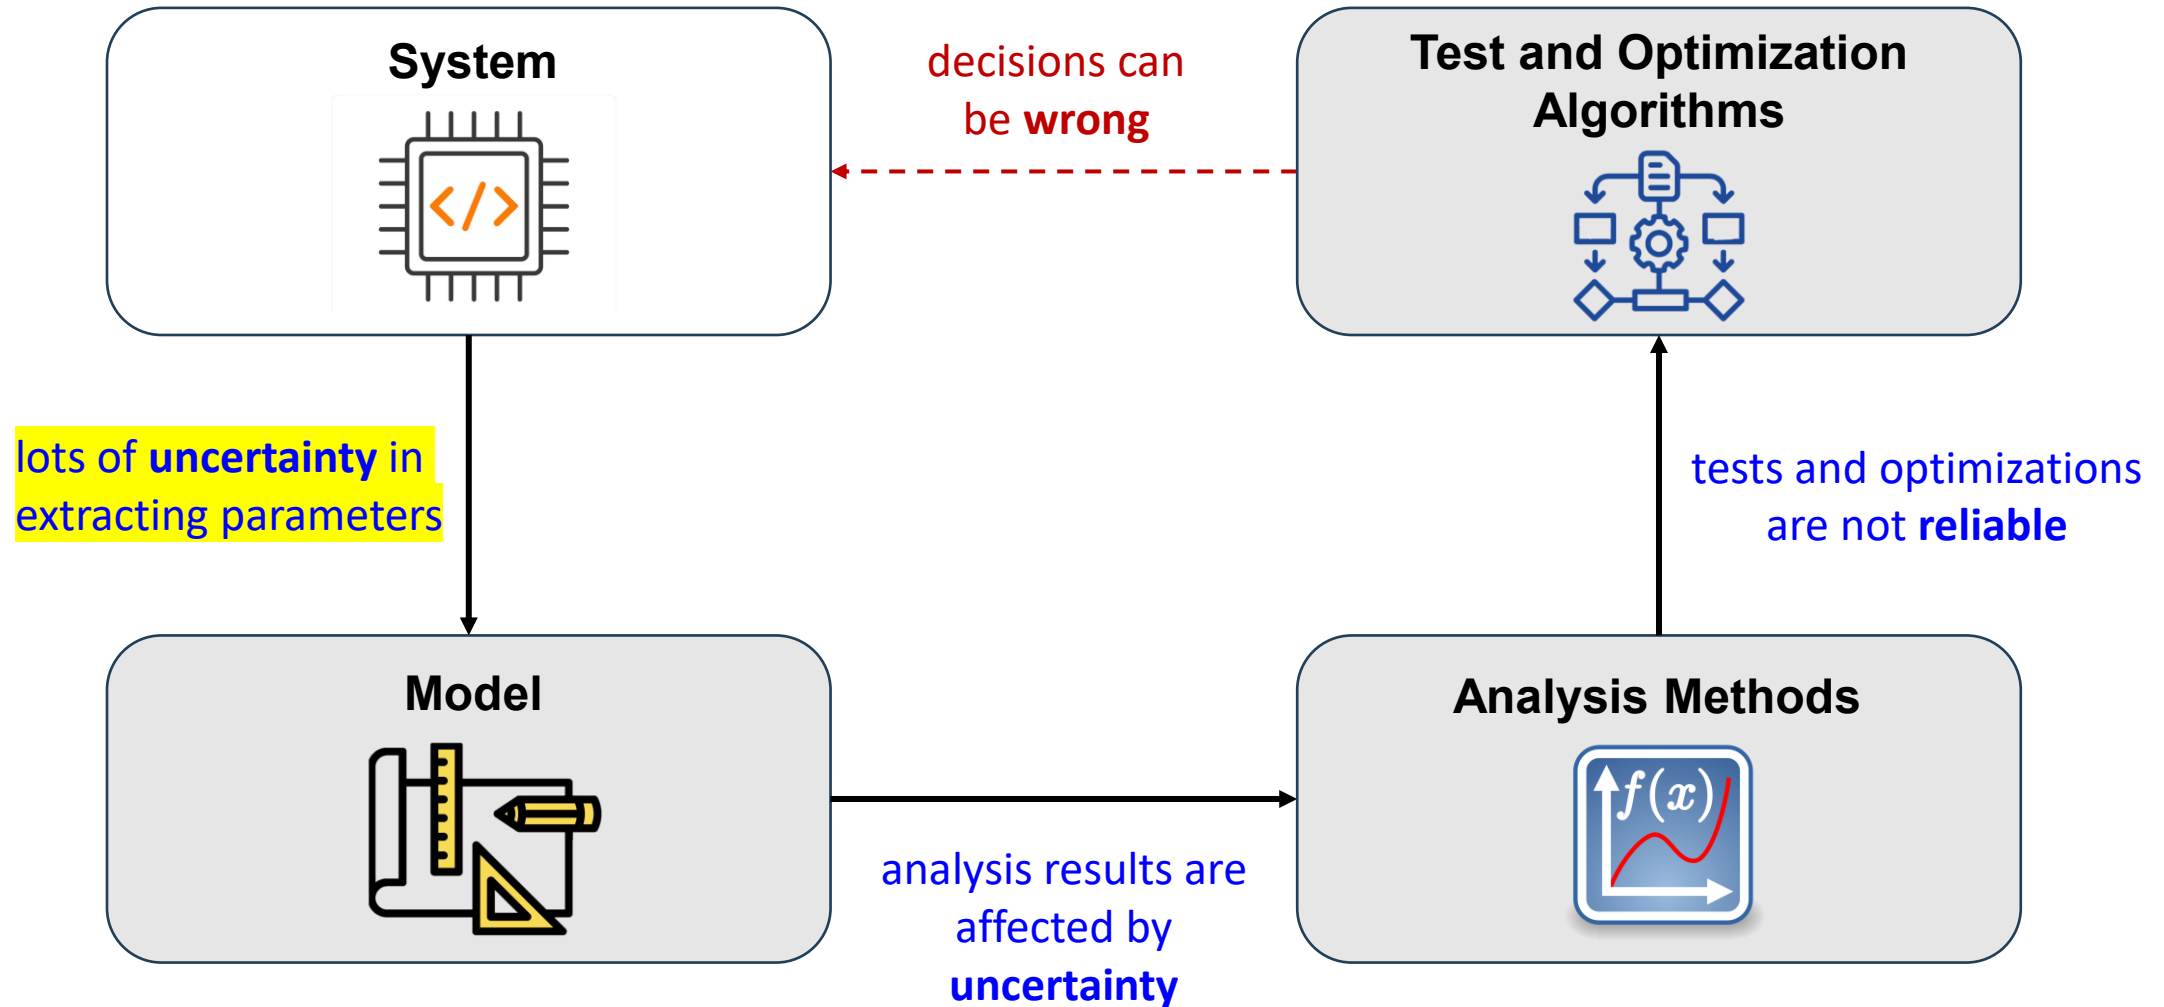 System
</>
decisions can
be wrong
Test and Optimization
Algorithms
lots of uncertainty in
extracting parameters
tests and optimizations
are not reliable
Model
analysis results are
affected by
uncertainty
Analysis Methods
f(x)